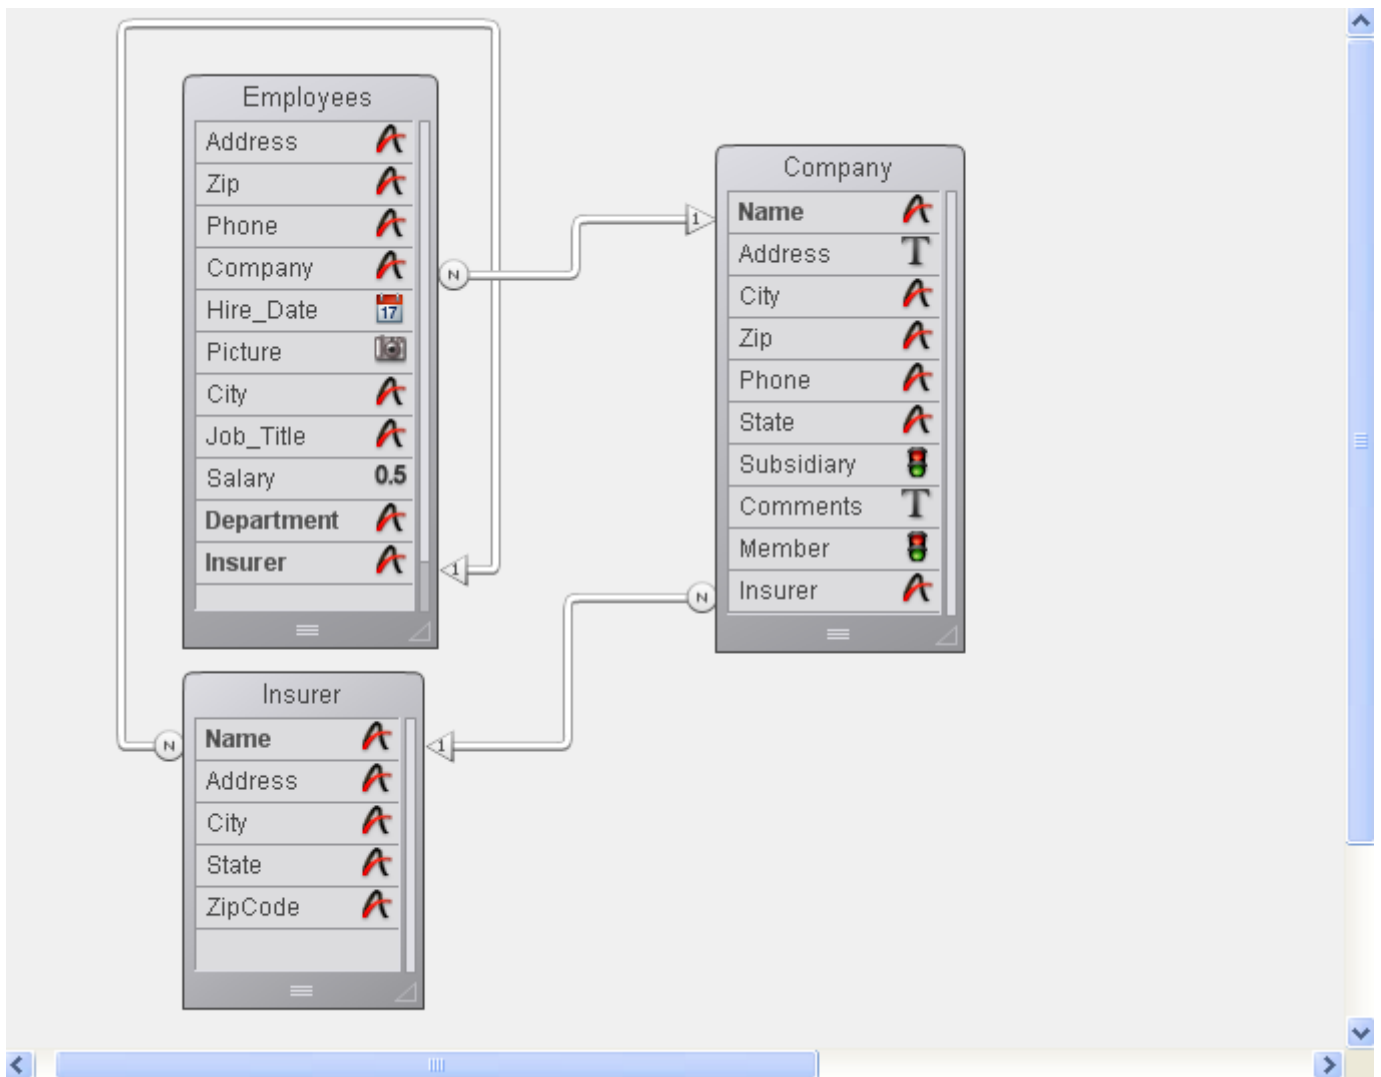 Employees
Address
Zip
Phone
Company
Hire_Date
17
Picture
City
Job_Title
Salary 0.5
Department
Insurer
N
1
Company
Name
Address T
City
Zip
Phone
State
Subsidiary
Comments T
Member
Insurer
1
N
Insurer
Name
Address
City
State
ZipCode
N
1